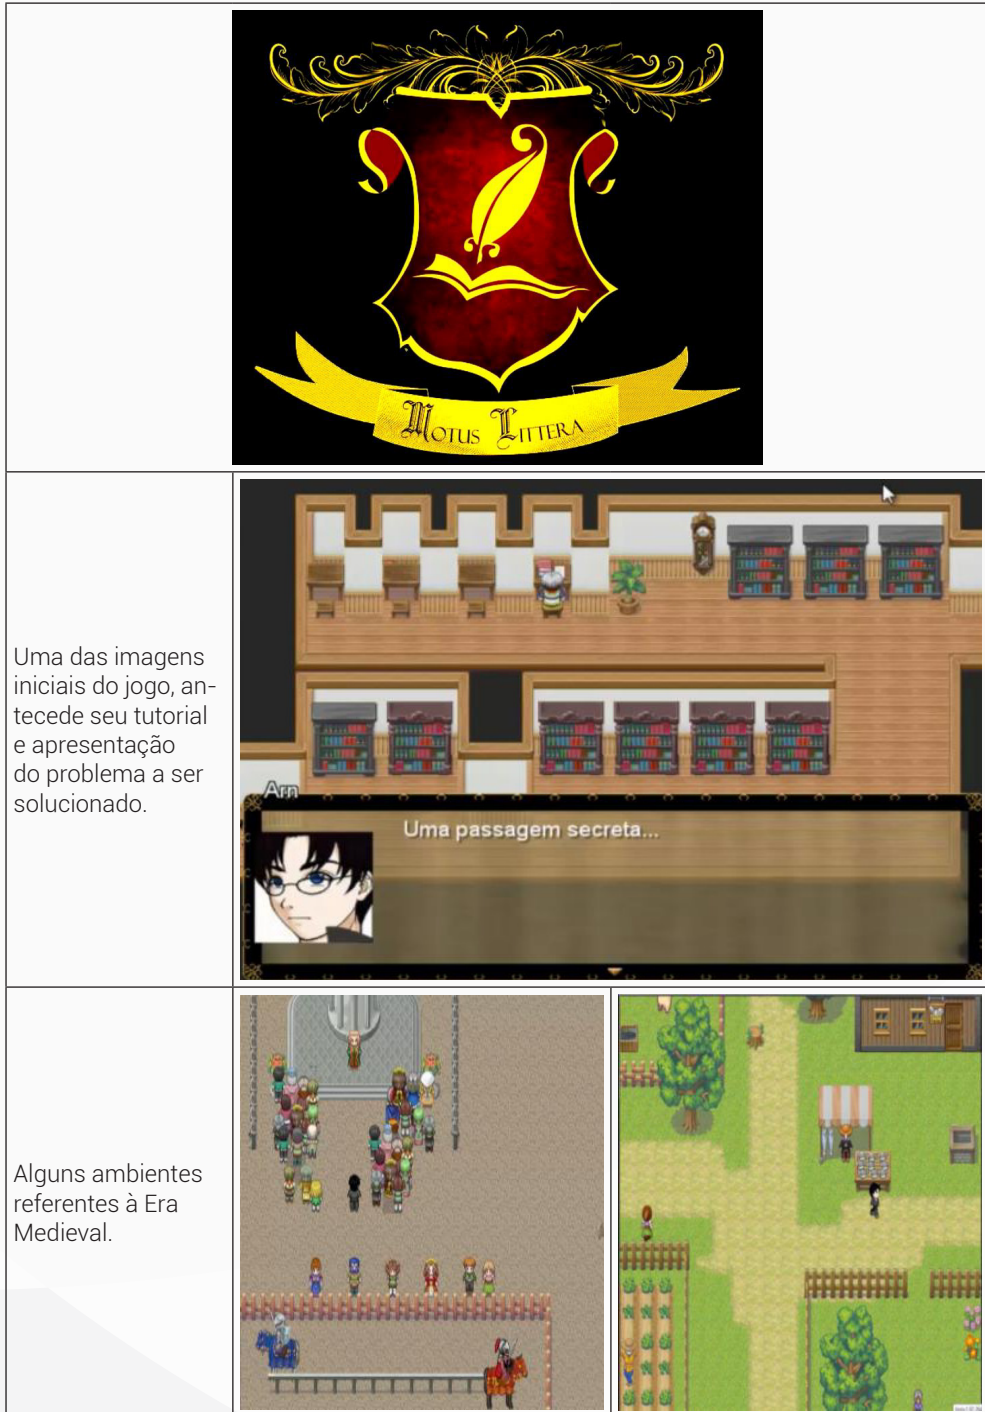 MOTUS LITTERA
Uma das imagens
iniciais do jogo, an-
tecede seu tutorial
e apresentação
do problema a ser
solucionado.
Arn
Uma passagem secreta...
Alguns ambientes
referentes à Era
Medieval.